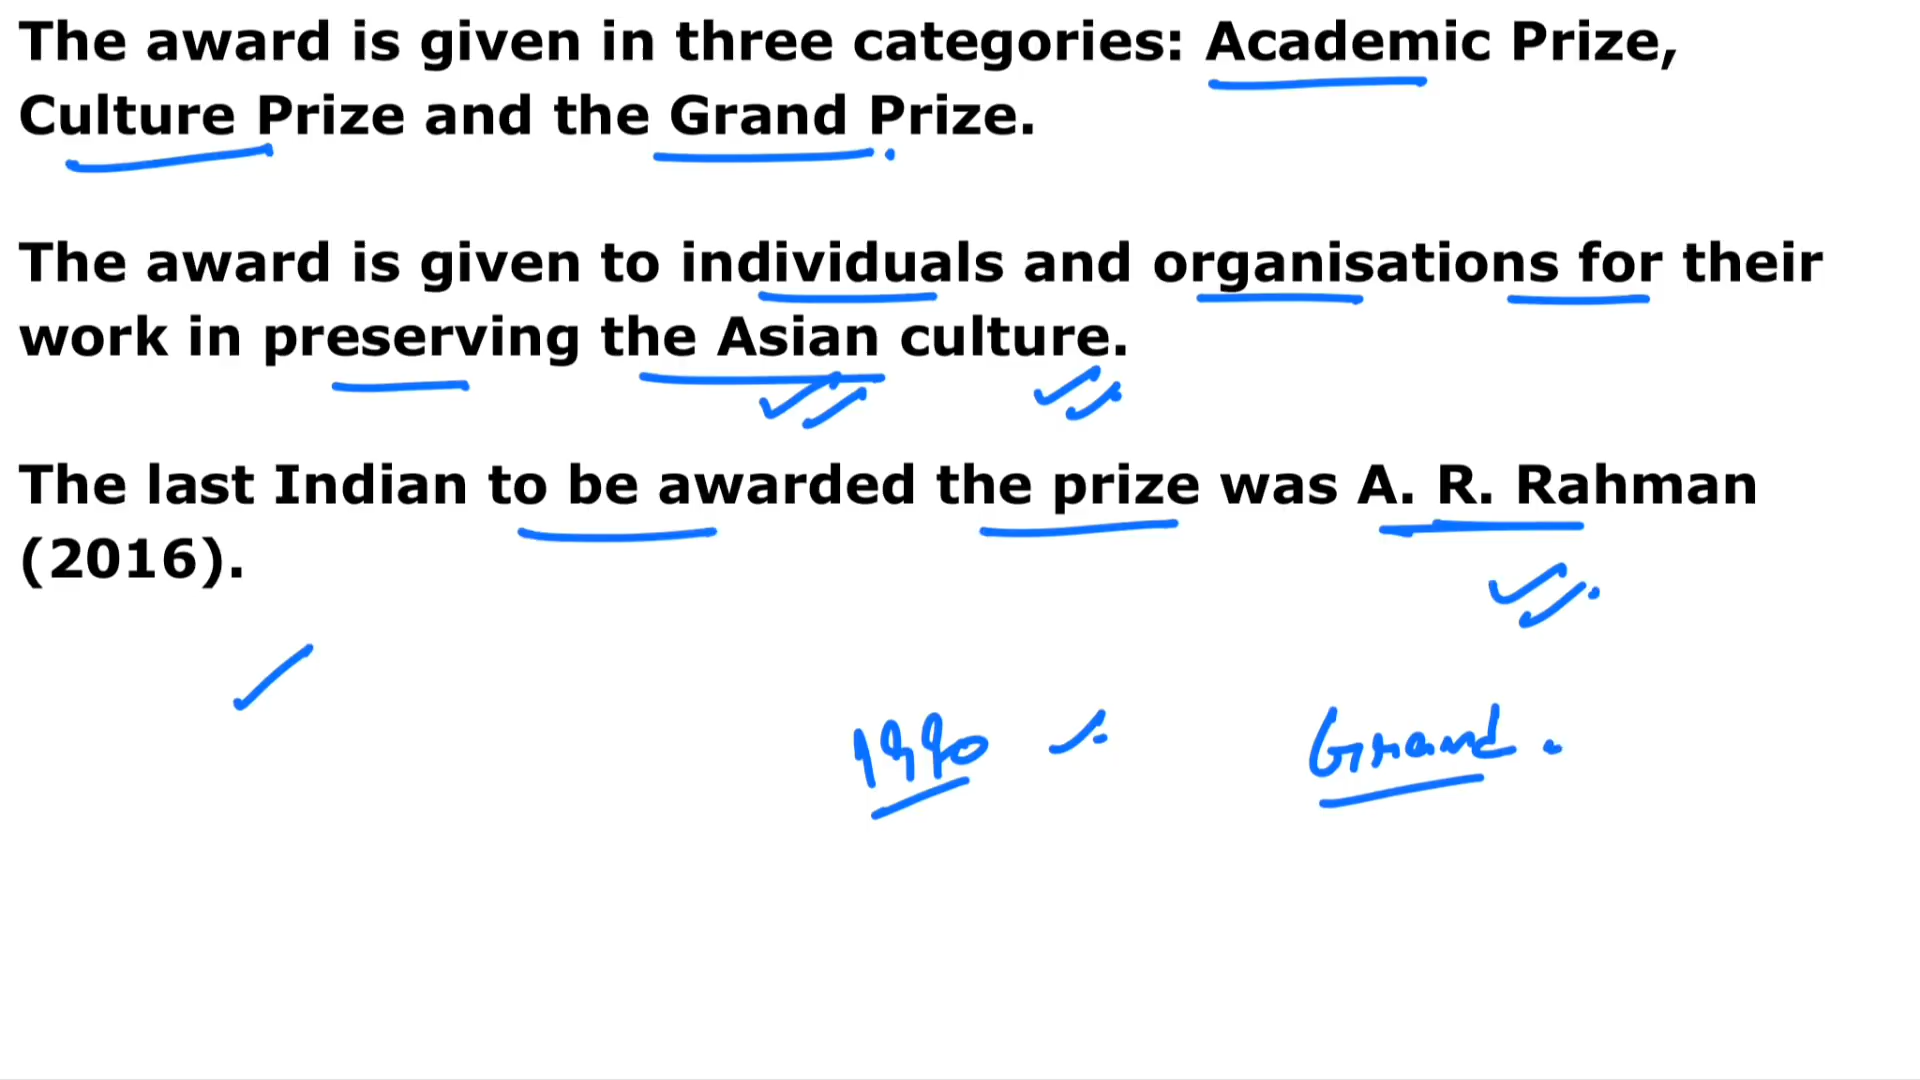 The award is given in three categories: Academic Prize,
Culture Prize and the Grand Prize.
The award is given to individuals and organisations for their
work in preserving the Asian culture.
The last Indian to be awarded the prize was A. R. Rahman
(2016).
1990 Grand.